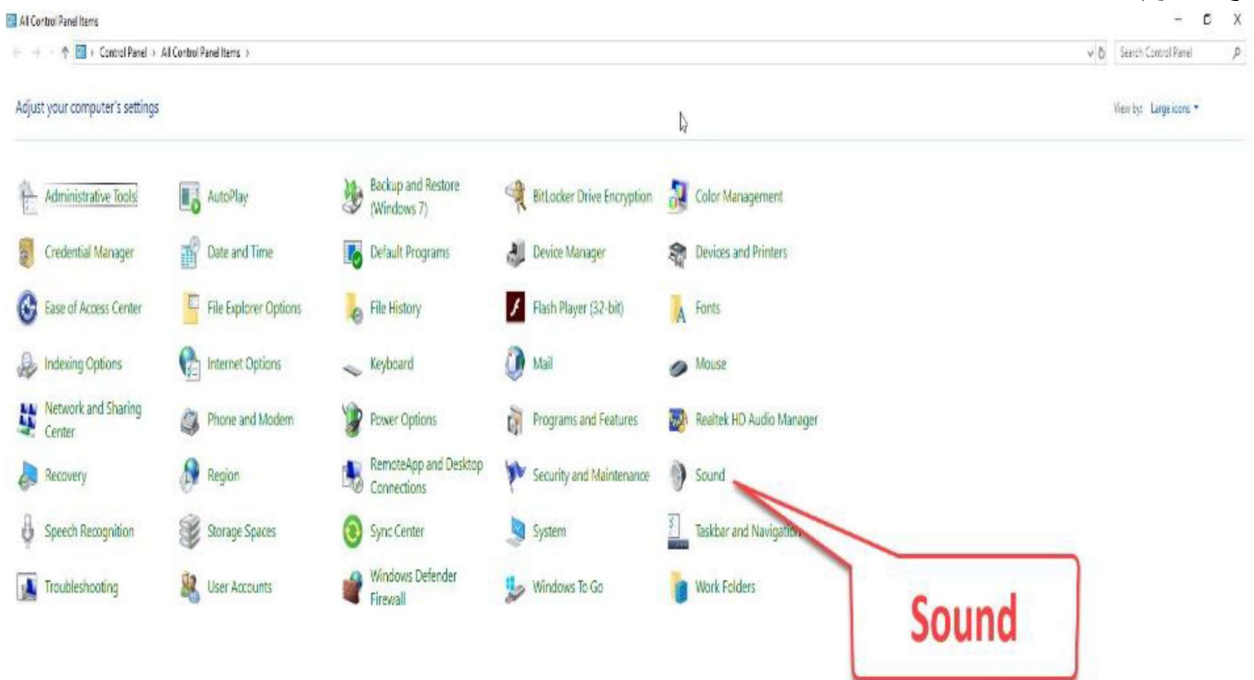 All Control Panel Items
Control Panel › All Control Panel Items ›
Search Control Panel
Adjust your computer's settings
View by: Large icons
Administrative Tools
AutoPlay
Backup and Restore
(Windows 7)
BitLocker Drive Encryption
Color Management
Credential Manager
Date and Time
Default Programs
Device Manager
Devices and Printers
Ease of Access Center
File Explorer Options
File History
Flash Player (32-bit)
Fonts
Indexing Options
Internet Options
Keyboard
Mail
Mouse
Network and Sharing
Center
Phone and Modem
Power Options
Programs and Features
Realtek HD Audio Manager
Recovery
Region
RemoteApp and Desktop
Connections
Security and Maintenance
Sound
Speech Recognition
Storage Spaces
Sync Center
System
Taskbar and Navigation
Troubleshooting
User Accounts
Windows Defender
Firewall
Windows To Go
Work Folders
Sound